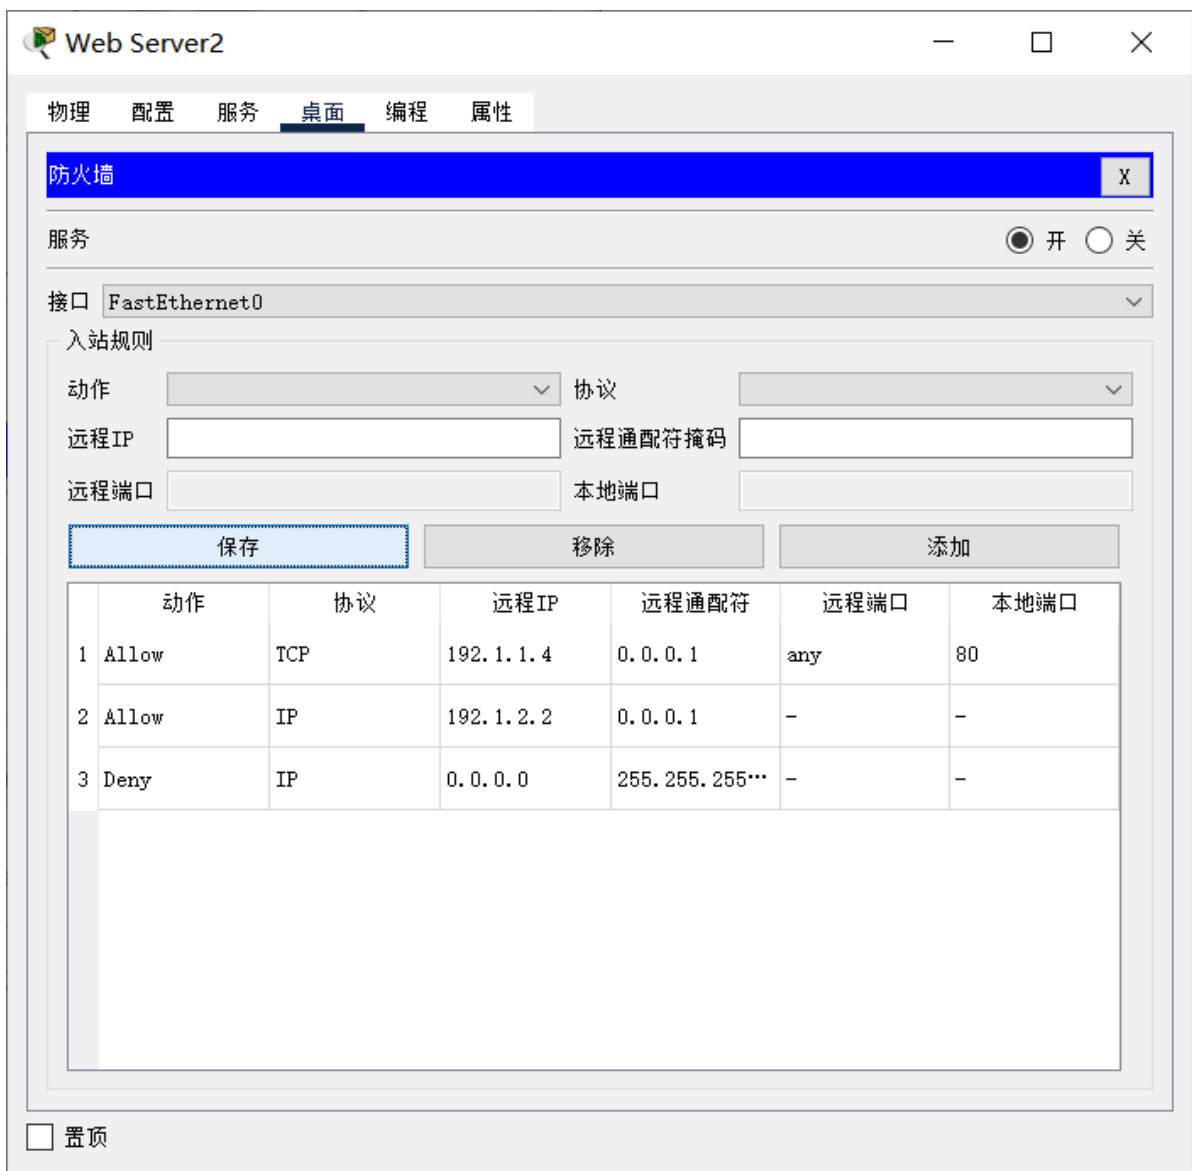 Web Server2
物理 配置 服务 桌面 编程 属性
防火墙 X
服务 开 关
接口 FastEthernet0
入站规则
动作 协议
远程IP 远程通配符掩码
远程端口 本地端口
保存 移除 添加
动作 协议 远程IP 远程通配符 远程端口 本地端口
1 Allow TCP 192.1.1.4 0.0.0.1 any 80
2 Allow IP 192.1.2.2 0.0.0.1 - -
3 Deny IP 0.0.0.0 255.255.255… - -
置顶